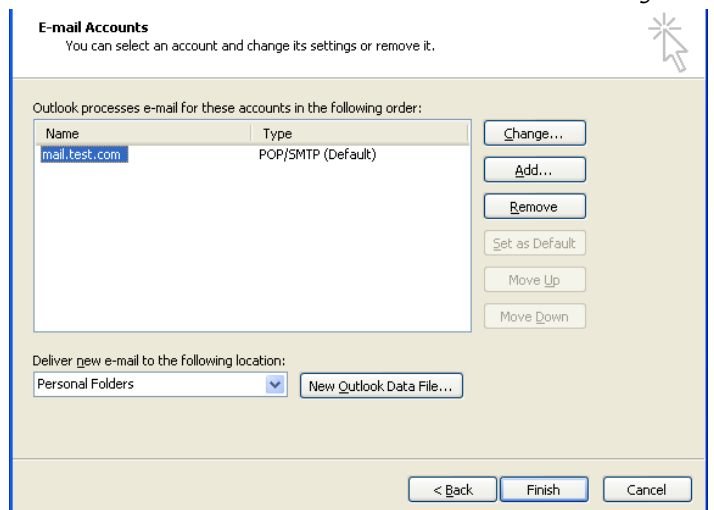 E-mail Accounts
You can select an account and change its settings or remove it.
Outlook processes e-mail for these accounts in the following order:
Name Type
mail.test.com POP/SMTP (Default)
Change...
Add...
Remove
Set as Default
Move Up
Move Down
Deliver new e-mail to the following location:
Personal Folders New Outlook Data File...
< Back Finish Cancel